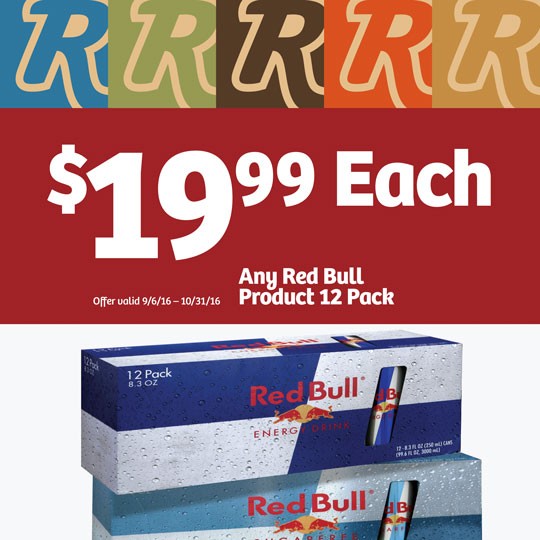 R R R R R
$19.99 Each
Any Red Bull
Offer valid 9/6/16 – 10/31/16 Product 12 Pack
12 Pack
8.3 OZ
Red Bull®
ENERGY DRINK
12 - 8.3 FL OZ (250 mL) CANS
(99.6 FL OZ, 3000 mL)
Red Bull®
SUGARFREE